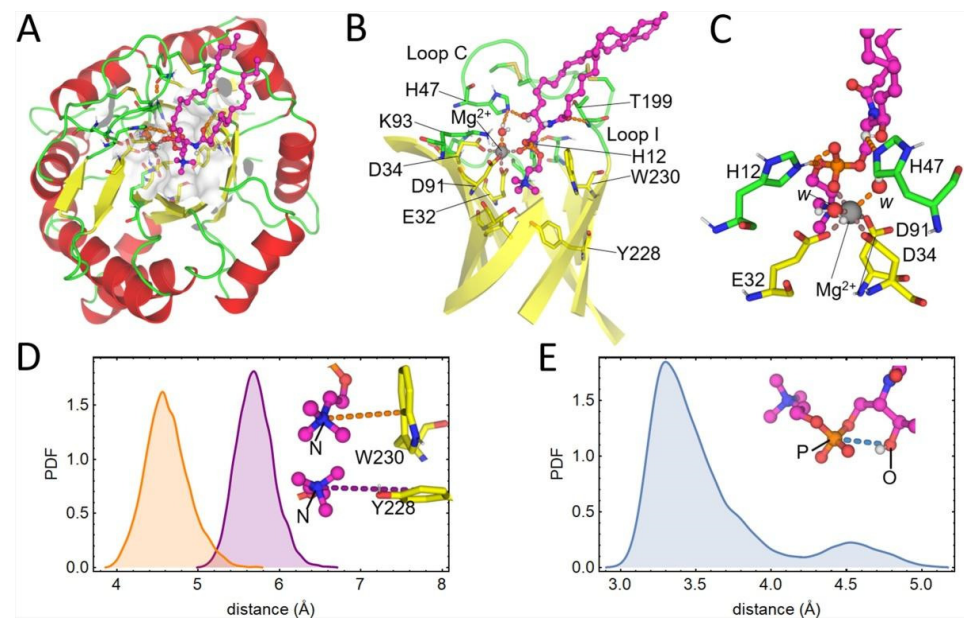 A
B
C
Loop C
H47
Mg2+
K93
D34
D91
E32
T199
Loop I
H12
W230
Y228
H12
H47
w
w
D91
D34
E32
Mg2+
D
PDF
1.5
1.0
0.5
0.0
4
5
6
7
8
distance (Å)
N
W230
N
Y228
E
PDF
1.5
1.0
0.5
0.0
3.0
3.5
4.0
4.5
5.0
distance (Å)
P
O